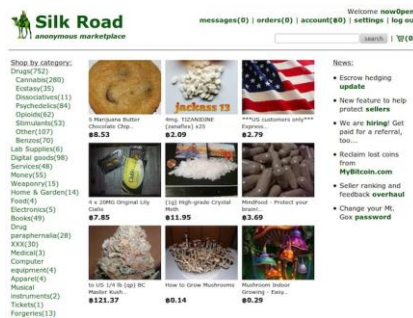 Silk Road
anonymous marketplace
Welcome nowOpen
messages(0) | orders(0) | account(฿0) | settings | log ou
search
(0
Shop by category:
Drugs(752)
Cannabis(280)
Ecstasy(35)
Dissociatives(11)
Psychedelics(84)
Opioids(62)
Stimulants(53)
Other(107)
Benzos(70)
Lab Supplies(6)
Digital goods(98)
Services(48)
Money(55)
Weaponry(15)
Home & Garden(14)
Food(4)
Electronics(5)
Books(49)
Drug
paraphernalia(28)
XXX(30)
Medical(3)
Computer
equipment(4)
Apparel(4)
Musical
instruments(2)
Tickets(1)
Forgeries(13)
jackass 13
5 Marijuana Butter
Chocolate Chip..
฿8.53
4mg. TIZANIDINE
(zanaflex) x25
฿2.09
***US customers only***
Express..
฿2.79
4 x 20MG Original Lily
Cialis
฿7.85
(1g) High-grade Crystal
Meth
฿11.95
MindFood - Protect your
brain!..
฿3.69
to US 1/4 lb (qp) BC
Master Kush..
฿121.37
How to Grow Mushrooms
฿0.14
Mushroom Indoor
Growing - Easy..
฿0.29
News:
Escrow hedging
update
New feature to help
protect sellers
We are hiring! Get
paid for a referral,
too...
Reclaim lost coins
from
MyBitcoin.com
Seller ranking and
feedback overhaul
Change your Mt.
Gox password